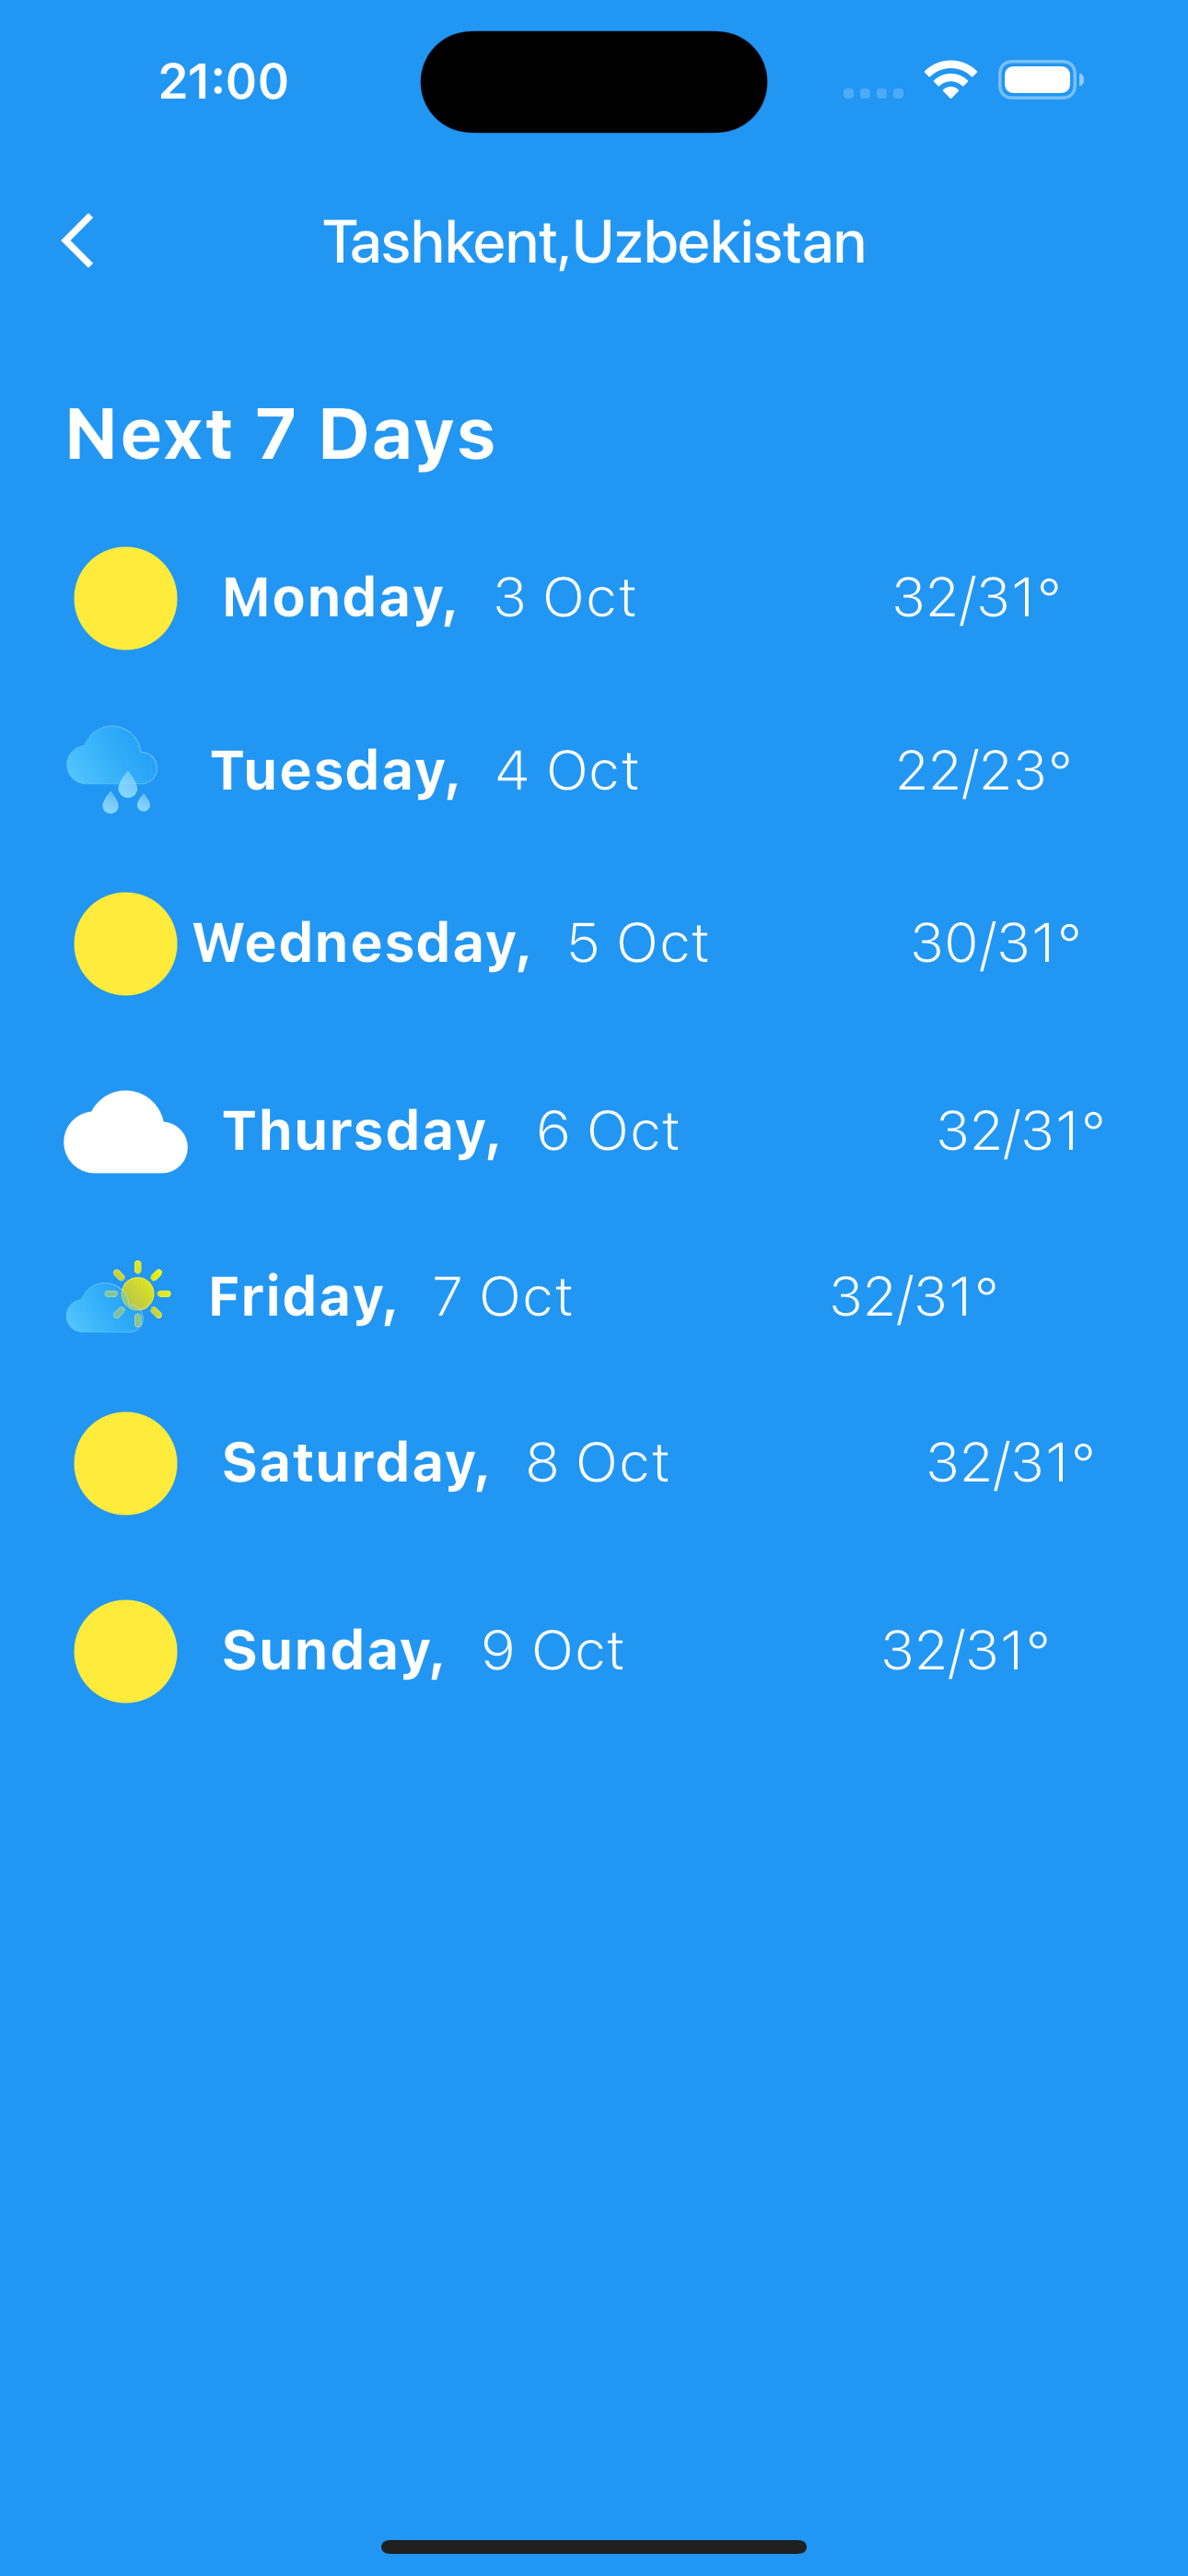 21:00
Tashkent,Uzbekistan
Next 7 Days
Monday, 3 Oct 32/31°
Tuesday, 4 Oct 22/23°
Wednesday, 5 Oct 30/31°
Thursday, 6 Oct 32/31°
Friday, 7 Oct 32/31°
Saturday, 8 Oct 32/31°
Sunday, 9 Oct 32/31°